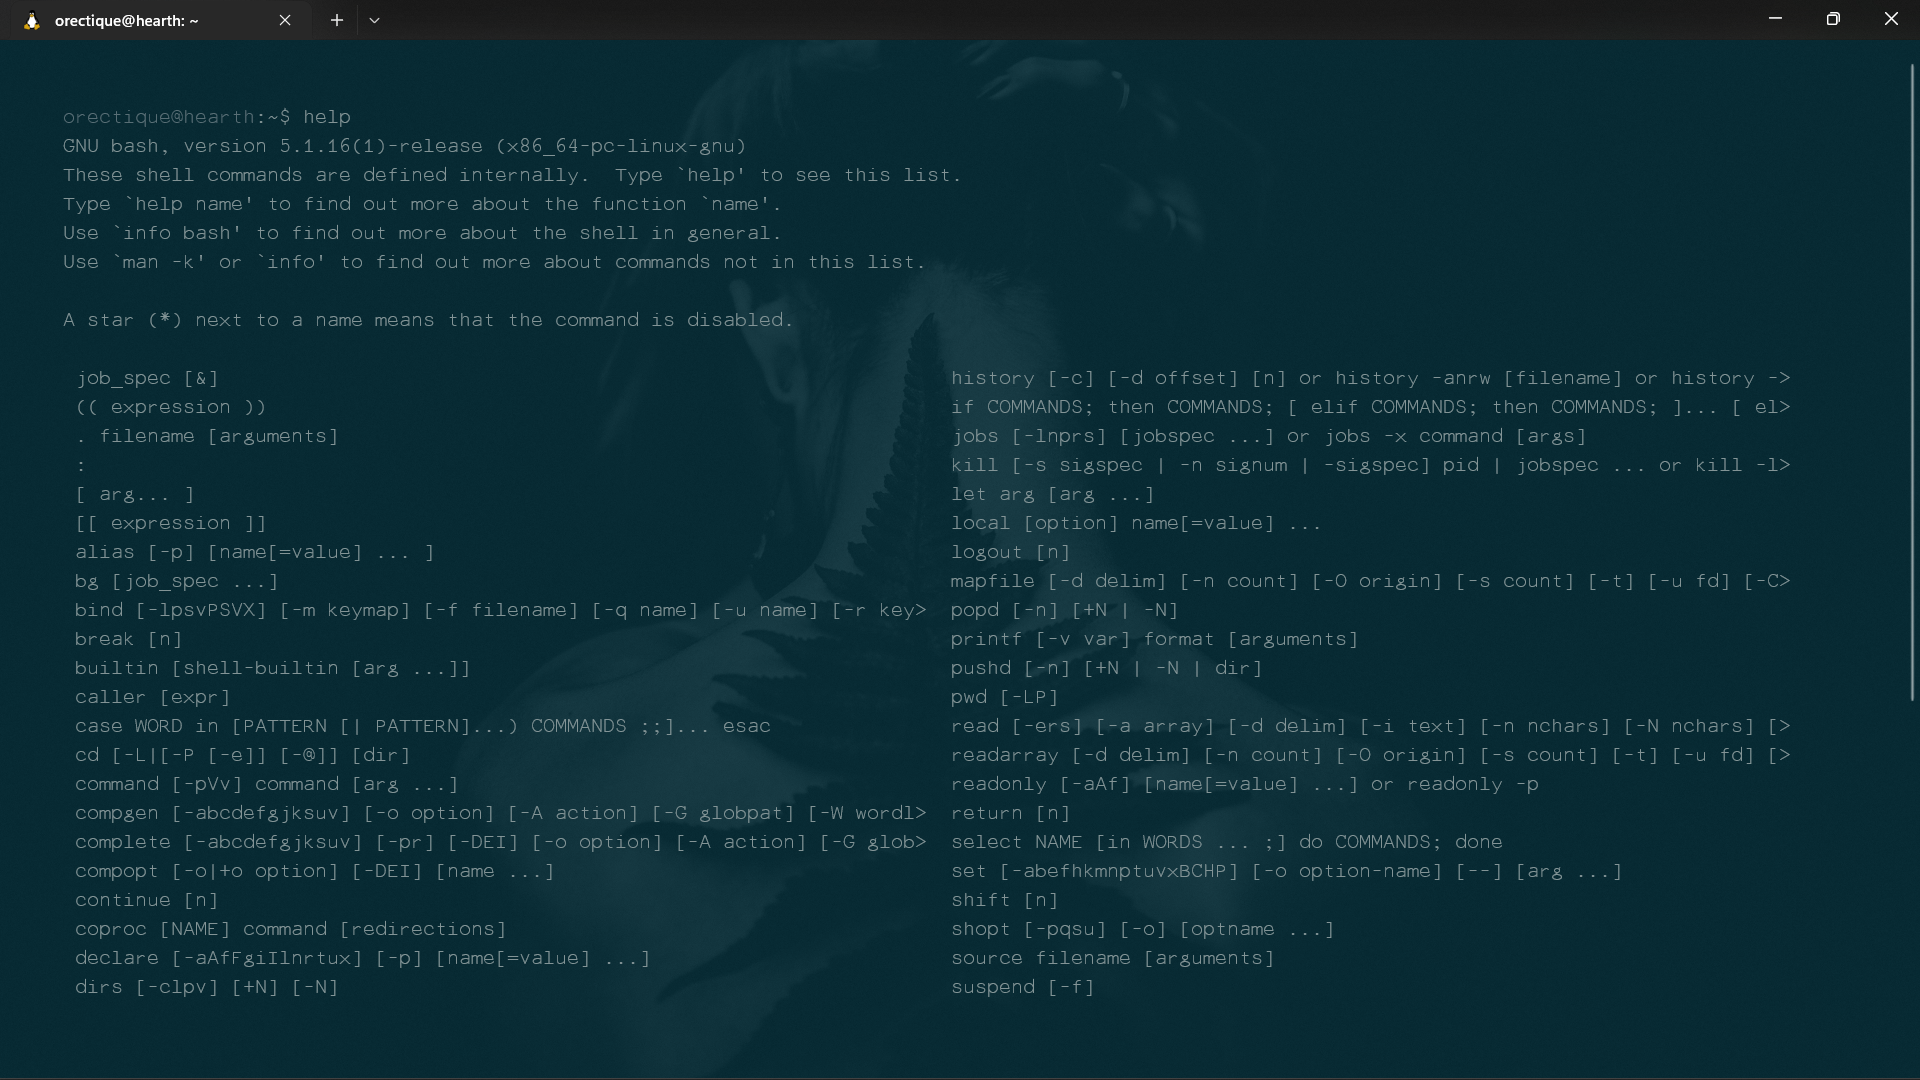 orectique@hearth: ~
orectique@hearth:~$ help
GNU bash, version 5.1.16(1)-release (x86_64-pc-linux-gnu)
These shell commands are defined internally.  Type `help' to see this list.
Type `help name' to find out more about the function `name'.
Use `info bash' to find out more about the shell in general.
Use `man -k' or `info' to find out more about commands not in this list.
A star (*) next to a name means that the command is disabled.
job_spec [&]
(( expression ))
. filename [arguments]
:
[ arg... ]
[[ expression ]]
alias [-p] [name[=value] ... ]
bg [job_spec ...]
bind [-lpsvPSVX] [-m keymap] [-f filename] [-q name] [-u name] [-r key>
break [n]
builtin [shell-builtin [arg ...]]
caller [expr]
case WORD in [PATTERN [| PATTERN]...) COMMANDS ;;]... esac
cd [-L|[-P [-e]] [-@]] [dir]
command [-pVv] command [arg ...]
compgen [-abcdefgjksuv] [-o option] [-A action] [-G globpat] [-W wordl>
complete [-abcdefgjksuv] [-pr] [-DEI] [-o option] [-A action] [-G glob>
compopt [-o|+o option] [-DEI] [name ...]
continue [n]
coproc [NAME] command [redirections]
declare [-aAfFgiIlnrtux] [-p] [name[=value] ...]
dirs [-clpv] [+N] [-N]
history [-c] [-d offset] [n] or history -anrw [filename] or history ->
if COMMANDS; then COMMANDS; [ elif COMMANDS; then COMMANDS; ]... [ el>
jobs [-lnprs] [jobspec ...] or jobs -x command [args]
kill [-s sigspec | -n signum | -sigspec] pid | jobspec ... or kill -l>
let arg [arg ...]
local [option] name[=value] ...
logout [n]
mapfile [-d delim] [-n count] [-O origin] [-s count] [-t] [-u fd] [-C>
popd [-n] [+N | -N]
printf [-v var] format [arguments]
pushd [-n] [+N | -N | dir]
pwd [-LP]
read [-ers] [-a array] [-d delim] [-i text] [-n nchars] [-N nchars] [>
readarray [-d delim] [-n count] [-O origin] [-s count] [-t] [-u fd] [>
readonly [-aAf] [name[=value] ...] or readonly -p
return [n]
select NAME [in WORDS ... ;] do COMMANDS; done
set [-abefhkmnptuvxBCHP] [-o option-name] [--] [arg ...]
shift [n]
shopt [-pqsu] [-o] [optname ...]
source filename [arguments]
suspend [-f]